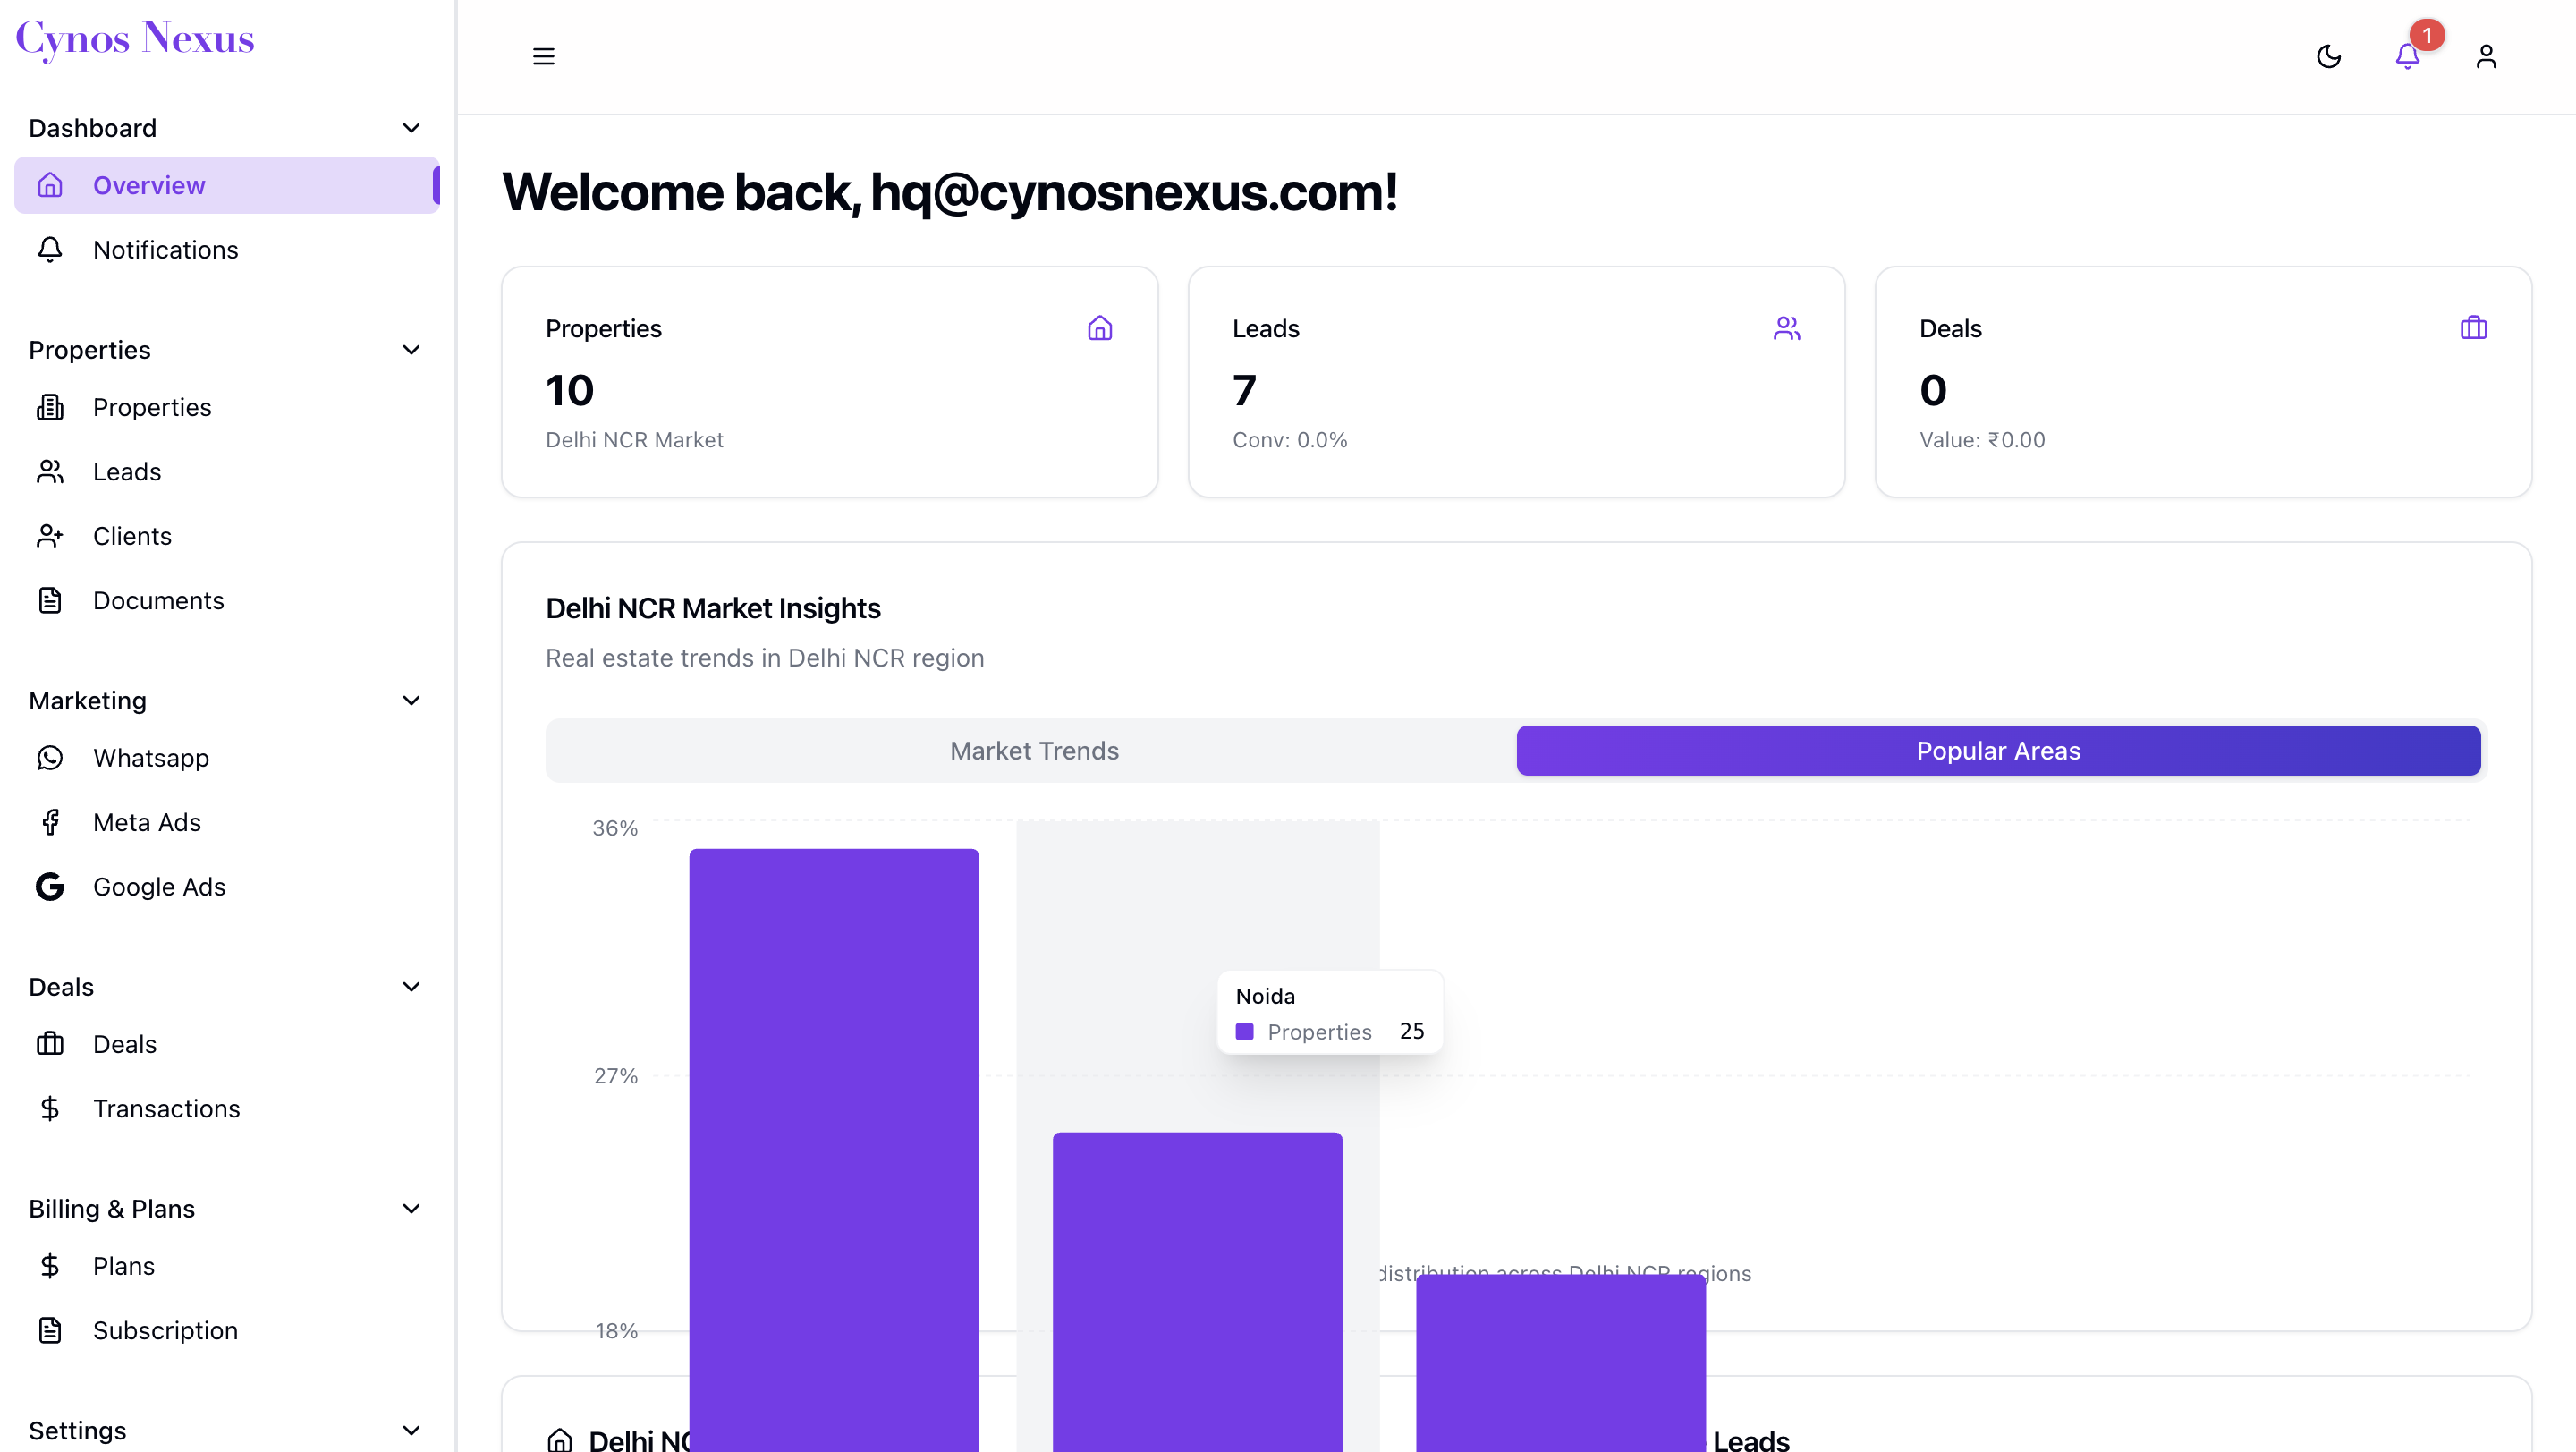 Cynos Nexus
Dashboard
Overview
Notifications
Properties
Properties
Leads
Clients
Documents
Marketing
Whatsapp
Meta Ads
Google Ads
Deals
Deals
Transactions
Billing & Plans
Plans
Subscription
Settings
1
Welcome back, hq@cynosnexus.com!
Properties
10
Delhi NCR Market
Leads
7
Conv: 0.0%
Deals
0
Value: ₹0.00
Delhi NCR Market Insights
Real estate trends in Delhi NCR region
Market Trends
Popular Areas
36%
27%
18%
Noida
Properties 25
distribution across Delhi NCR regions
Delhi NC
Leads